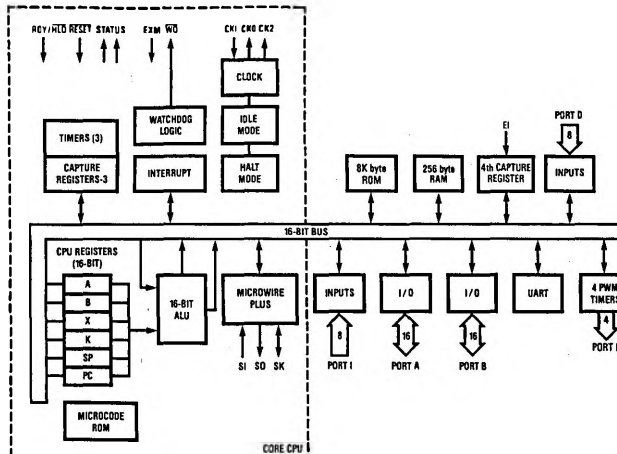 RDY/HLD RESET STATUS EXM WO CKI CKO CK2
CLOCK
WATCHDOG
LOGIC
IDLE
MODE
TIMERS (3)
CAPTURE
REGISTERS-3
INTERRUPT
HALT
MODE
EI
PORT D
8
8K byte
ROM
256 byte
RAM
4th CAPTURE
REGISTER
INPUTS
16-BIT BUS
CPU REGISTERS
(16-BIT)
A
B
X
K
SP
PC
16-BIT
ALU
MICROWIRE
PLUS
SI SO SK
INPUTS
I/O
I/O
UART
4 PWM
TIMERS
8
16
16
4
PORT I
PORT A
PORT B
PORT
MICROCODE
ROM
CORE CPU